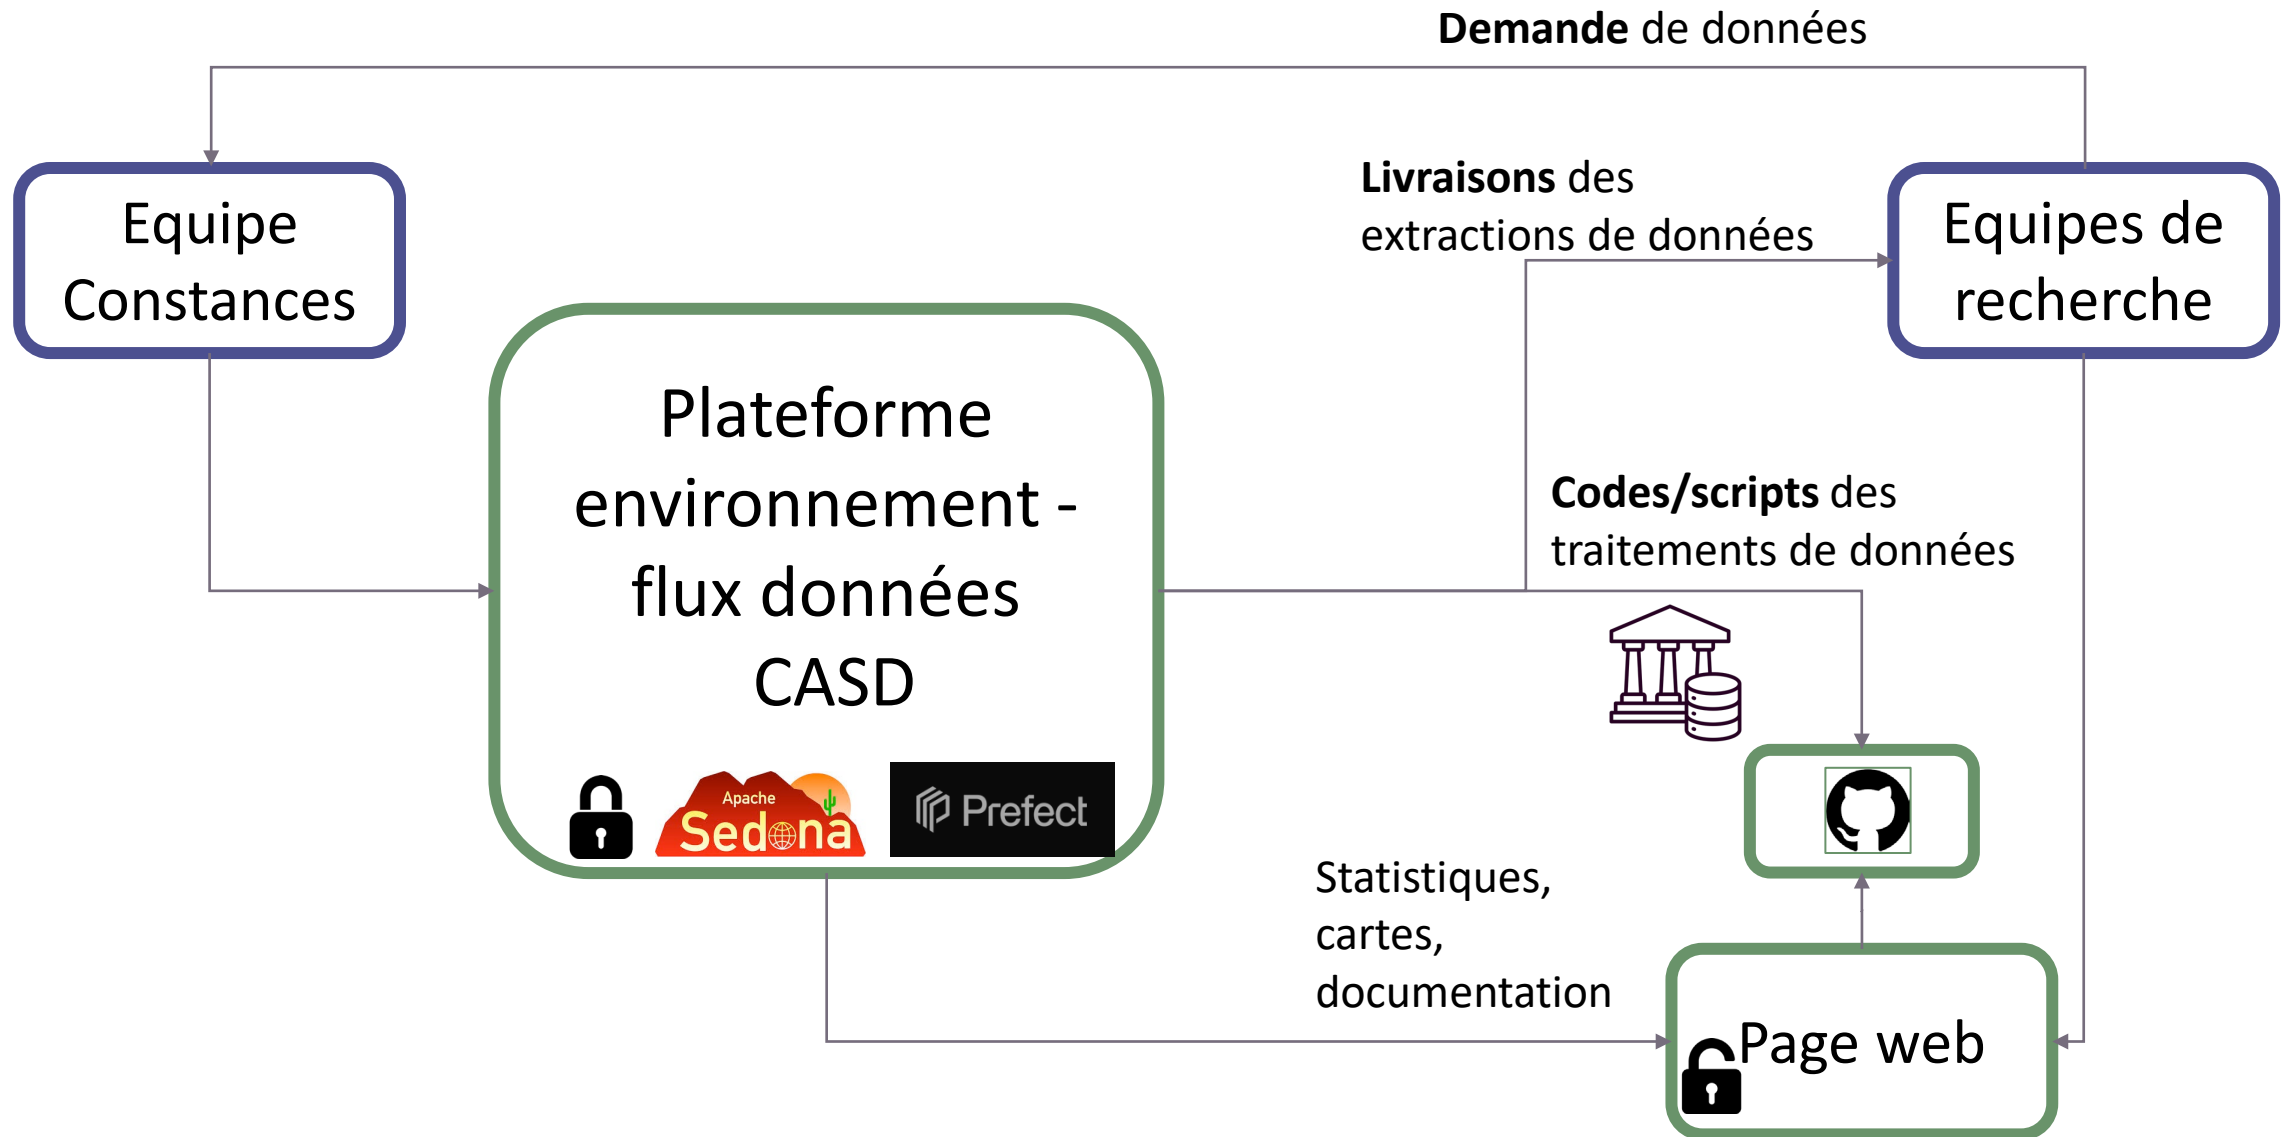 Demande de données
Equipe
Constances
Livraisons des
extractions de données
Equipes de
recherche
Plateforme
environnement -
flux données
CASD
Codes/scripts des
traitements de données
Apache
Sedona
Prefect
Statistiques,
cartes,
documentation
Page web